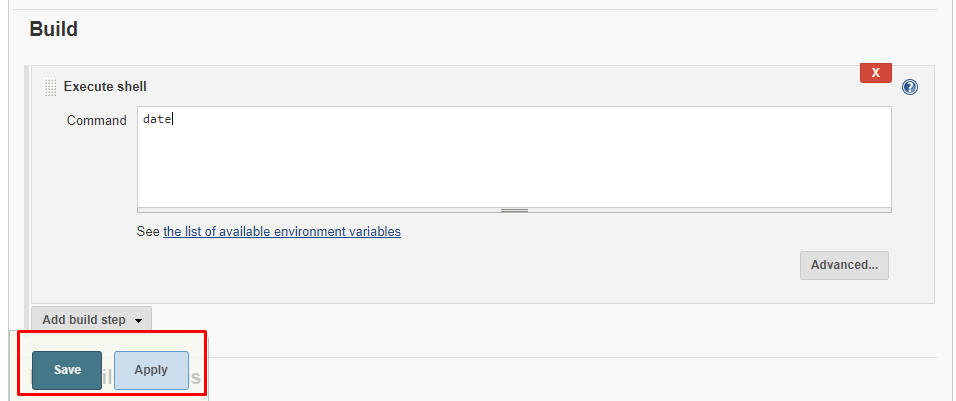 Build
X
Execute shell
?
Command
date
See the list of available environment variables
Advanced...
Add build step
Save
Apply